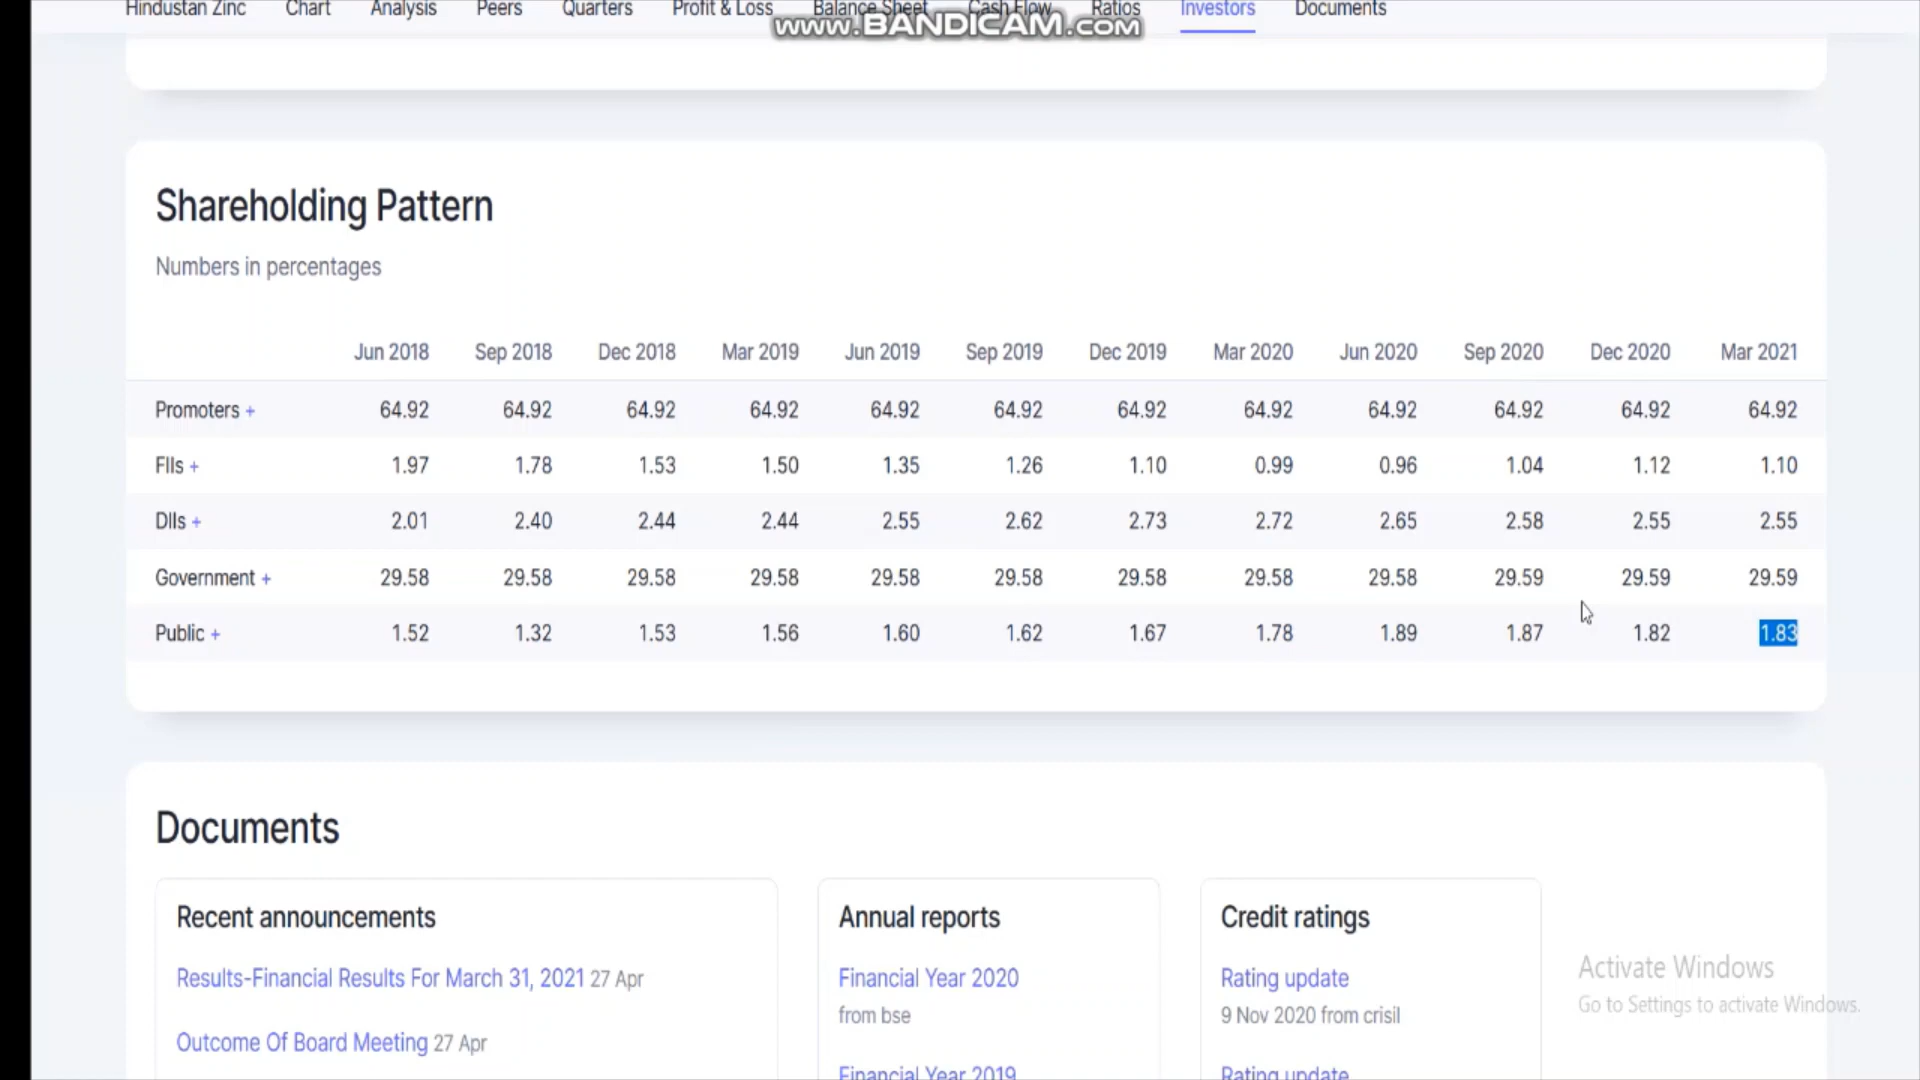 Hindustan Zinc Chart Analysis Peers Quarters Profit & Loss Balance Sheet Cash Flow Ratios Investors Documents
www.BANDICAM.com
Shareholding Pattern
Numbers in percentages
Jun 2018 Sep 2018 Dec 2018 Mar 2019 Jun 2019 Sep 2019 Dec 2019 Mar 2020 Jun 2020 Sep 2020 Dec 2020 Mar 2021
Promoters + 64.92 64.92 64.92 64.92 64.92 64.92 64.92 64.92 64.92 64.92 64.92 64.92
FIIs + 1.97 1.78 1.53 1.50 1.35 1.26 1.10 0.99 0.96 1.04 1.12 1.10
DIIs + 2.01 2.40 2.44 2.44 2.55 2.62 2.73 2.72 2.65 2.58 2.55 2.55
Government + 29.58 29.58 29.58 29.58 29.58 29.58 29.58 29.58 29.58 29.59 29.59 29.59
Public + 1.52 1.32 1.53 1.56 1.60 1.62 1.67 1.78 1.89 1.87 1.82 1.83
Documents
Recent announcements
Results-Financial Results For March 31, 2021 27 Apr
Outcome Of Board Meeting 27 Apr
Annual reports
Financial Year 2020
from bse
Financial Year 2019
Credit ratings
Rating update
9 Nov 2020 from crisil
Rating update
Activate Windows
Go to Settings to activate Windows.